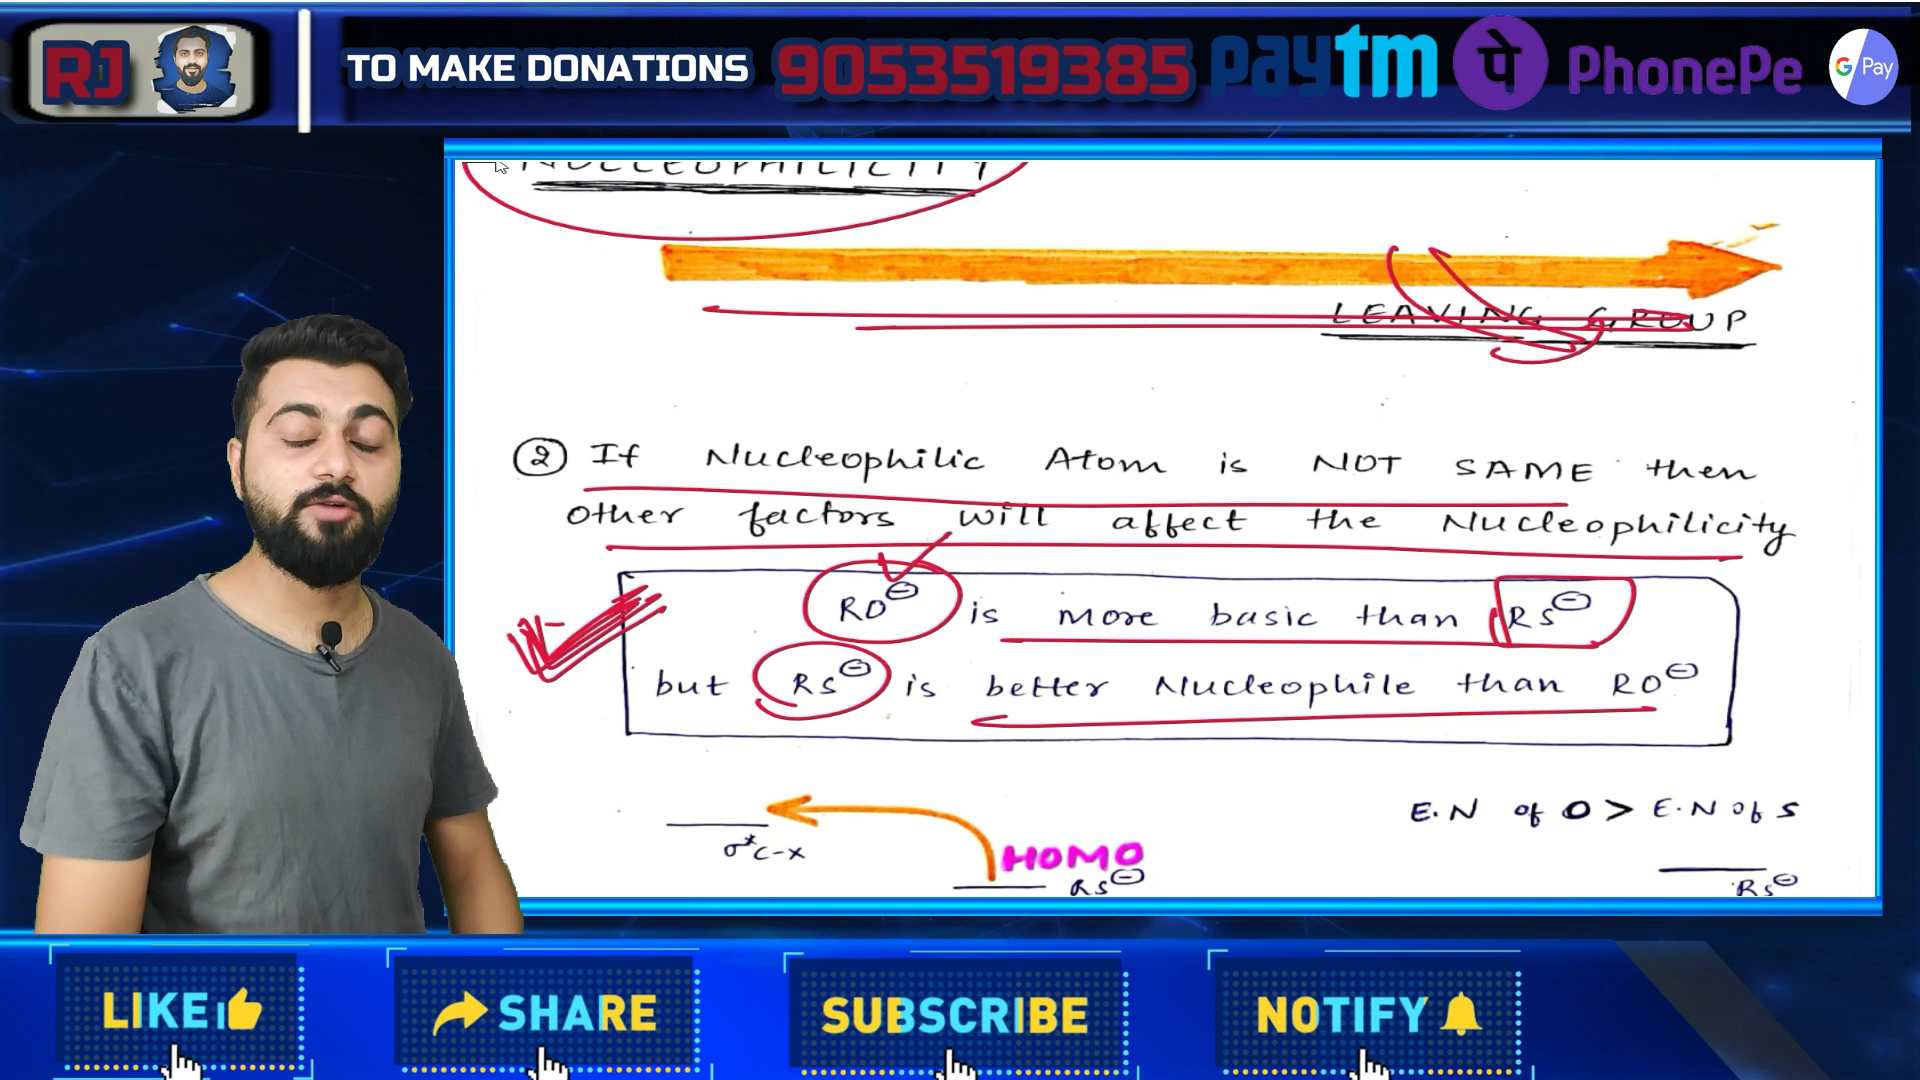 RJ
TO MAKE DONATIONS 9053519385 paytm पे PhonePe G Pay
NUCLEOPHILICITY
LEAVING GROUP
② If Nucleophilic Atom is NOT SAME then
other factors will affect the Nucleophilicity
RO⊖ is more basic than RS⊖
but RS⊖ is better Nucleophile than RO⊖
E.N of O > E.N of S
σ*C-X
HOMO
RS⊖
RS⊖
LIKE SHARE SUBSCRIBE NOTIFY